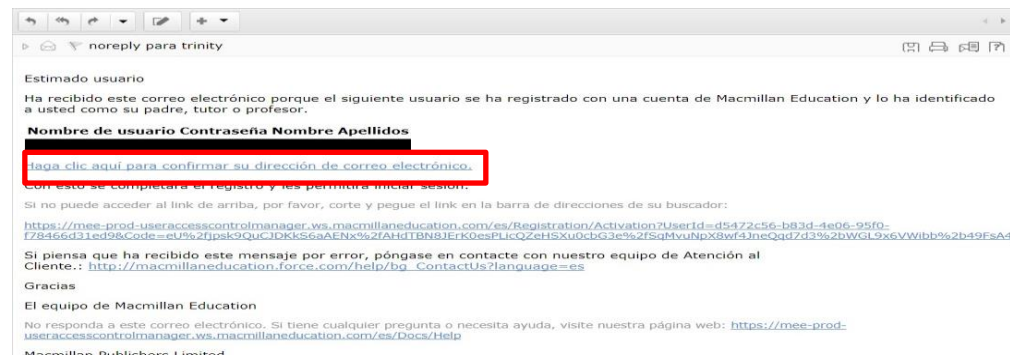 noreply para trinity
Estimado usuario
Ha recibido este correo electrónico porque el siguiente usuario se ha registrado con una cuenta de Macmillan Education y lo ha identificado
a usted como su padre, tutor o profesor.
Nombre de usuario Contraseña Nombre Apellidos
Haga clic aquí para confirmar su dirección de correo electrónico.
Con esto se completará el registro y les permitirá iniciar sesión.
Si no puede acceder al link de arriba, por favor, corte y pegue el link en la barra de direcciones de su buscador:
https://mee-prod-useraccesscontrolmanager.ws.macmillaneducation.com/es/Registration/Activation?UserId=d5472c56-b83d-4e06-95f0-
f78466d31ed9&Code=eU%2fjpsk9QuCJDKkS6aAENx%2fAHdTBN8JErK0esPLicQZeHSXu0cbG3e%2fSqMvuNpX8wf4JneQqd7d3%2bWGL9x6VWibb%2b49FsA4
Si piensa que ha recibido este mensaje por error, póngase en contacte con nuestro equipo de Atención al
Cliente.: http://macmillaneducation.force.com/help/bg_ContactUs?language=es
Gracias
El equipo de Macmillan Education
No responda a este correo electrónico. Si tiene cualquier pregunta o necesita ayuda, visite nuestra página web: https://mee-prod-
useraccesscontrolmanager.ws.macmillaneducation.com/es/Docs/Help
Macmillan Publishers Limited